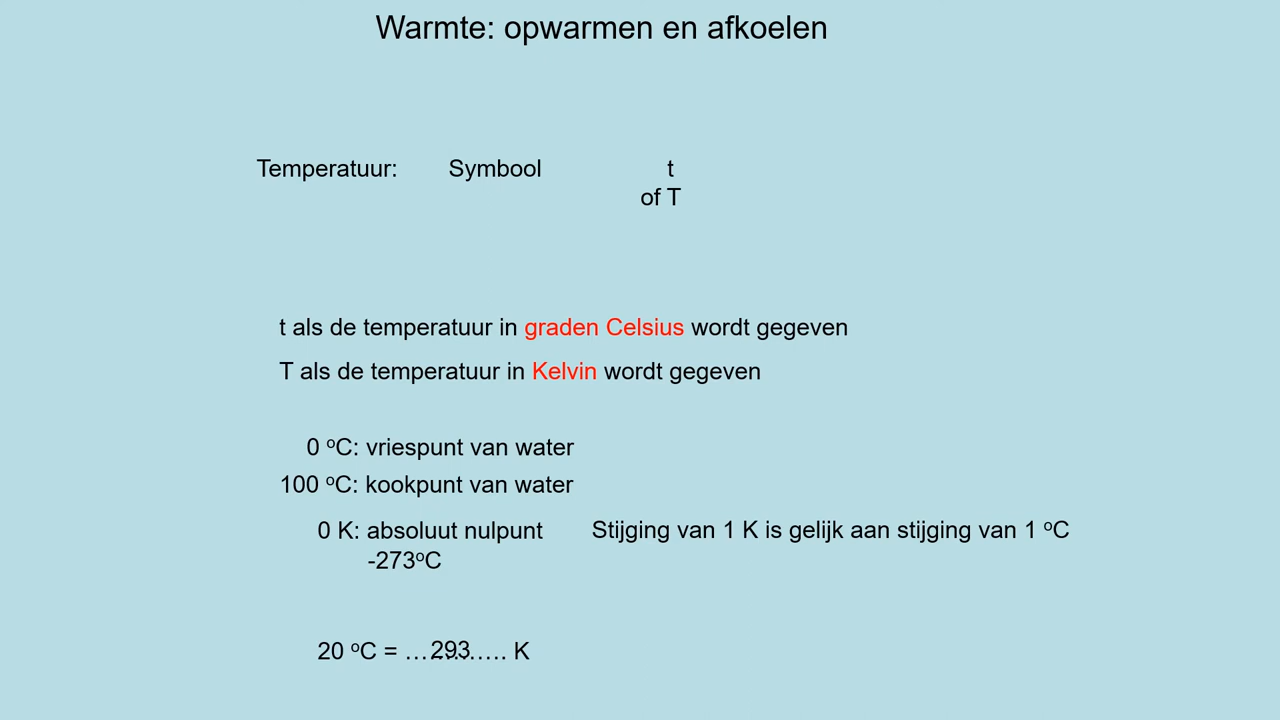 Warmte: opwarmen en afkoelen
Temperatuur: Symbool t
of T
t als de temperatuur in graden Celsius wordt gegeven
T als de temperatuur in Kelvin wordt gegeven
0 ºC: vriespunt van water
100 ºC: kookpunt van water
0 K: absoluut nulpunt Stijging van 1 K is gelijk aan stijging van 1 ºC
-273ºC
20 ºC = …293…… K